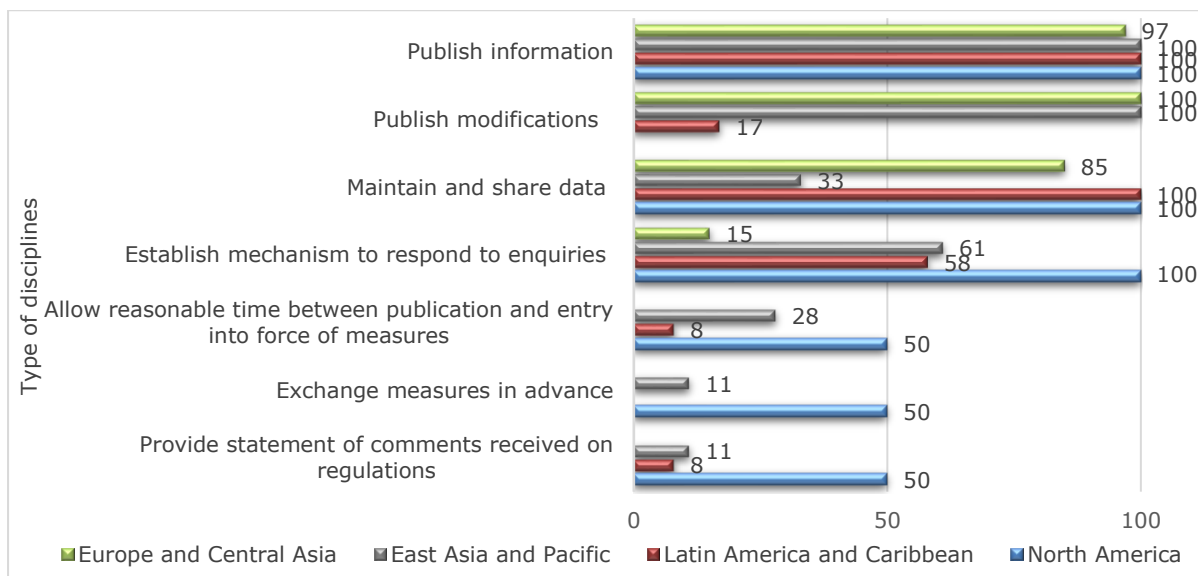 Type of disciplines
Publish information
97
100
100
100
Publish modifications
100
100
17
Maintain and share data
85
33
100
100
Establish mechanism to respond to enquiries
15
61
58
100
Allow reasonable time between publication and entry
into force of measures
28
8
50
Exchange measures in advance
11
50
Provide statement of comments received on
regulations
11
8
50
0 50 100
Europe and Central Asia East Asia and Pacific Latin America and Caribbean North America